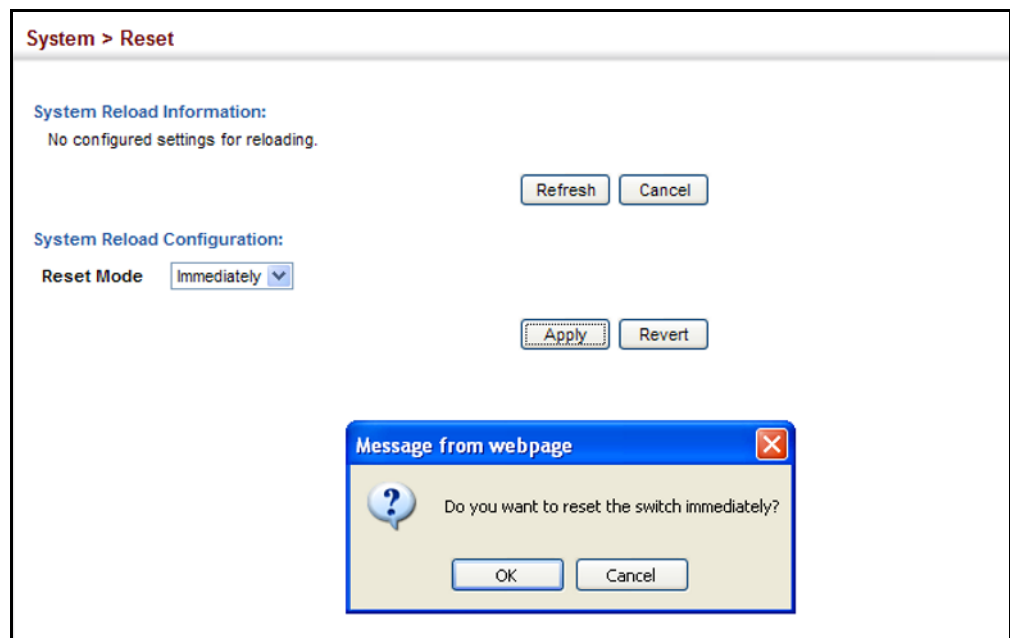 System > Reset
System Reload Information:
No configured settings for reloading.
Refresh Cancel
System Reload Configuration:
Reset Mode Immediately
Apply Revert
Message from webpage
Do you want to reset the switch immediately?
OK Cancel